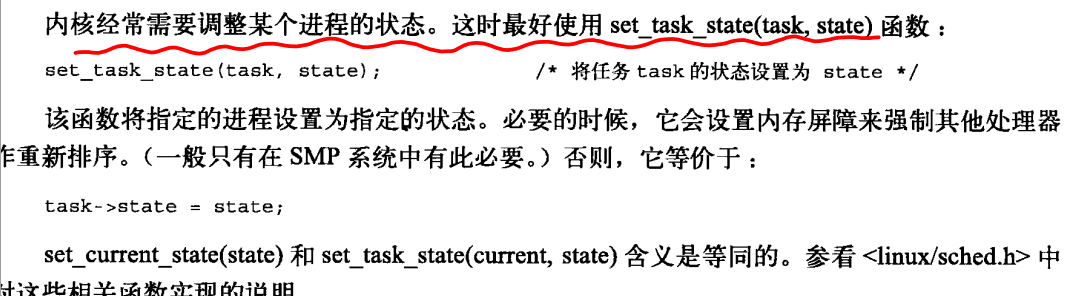 内核经常需要调整某个进程的状态。这时最好使用 set_task_state(task, state) 函数：
set_task_state(task, state); /* 将任务 task 的状态设置为 state */
该函数将指定的进程设置为指定的状态。必要的时候，它会设置内存屏障来强制其他处理器
作重新排序。（一般只有在 SMP 系统中有此必要。）否则，它等价于：
task->state = state;
set_current_state(state) 和 set_task_state(current, state) 含义是等同的。参看 <linux/sched.h> 中
对这些相关函数实现的说明